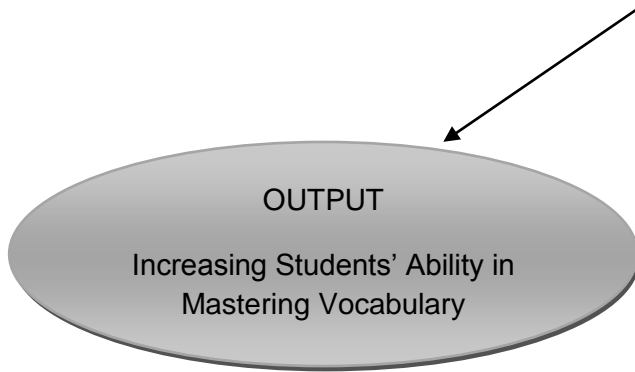 OUTPUT
Increasing Students’ Ability in
Mastering Vocabulary